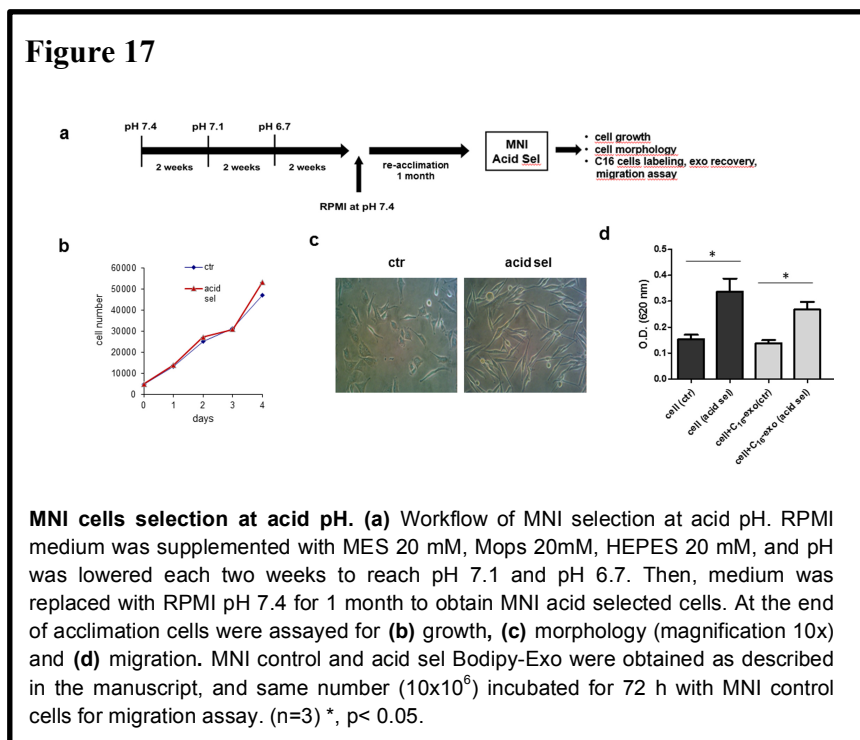 Figure 17
a
pH 7.4 pH 7.1 pH 6.7
2 weeks 2 weeks 2 weeks
RPMI at pH 7.4
re-acclimation
1 month
MNI
Acid Sel
• cell growth
• cell morphology
• C16 cells labeling, exo recovery,
migration assay
b
cell number
60000
50000
40000
30000
20000
10000
0
0 1 2 3 4
days
ctr
acid
sel
c
ctr acid sel
d
O.D. (620 nm)
0.5
0.4
0.3
0.2
0.1
0.0
* *
cell (ctr)
cell (acid sel)
cell+C₁₆-exo(ctr)
cell+C₁₆-exo (acid sel)
MNI cells selection at acid pH. (a) Workflow of MNI selection at acid pH. RPMI
medium was supplemented with MES 20 mM, Mops 20mM, HEPES 20 mM, and pH
was lowered each two weeks to reach pH 7.1 and pH 6.7. Then, medium was
replaced with RPMI pH 7.4 for 1 month to obtain MNI acid selected cells. At the end
of acclimation cells were assayed for (b) growth, (c) morphology (magnification 10x)
and (d) migration. MNI control and acid sel Bodipy-Exo were obtained as described
in the manuscript, and same number (10x10⁶) incubated for 72 h with MNI control
cells for migration assay. (n=3) *, p< 0.05.